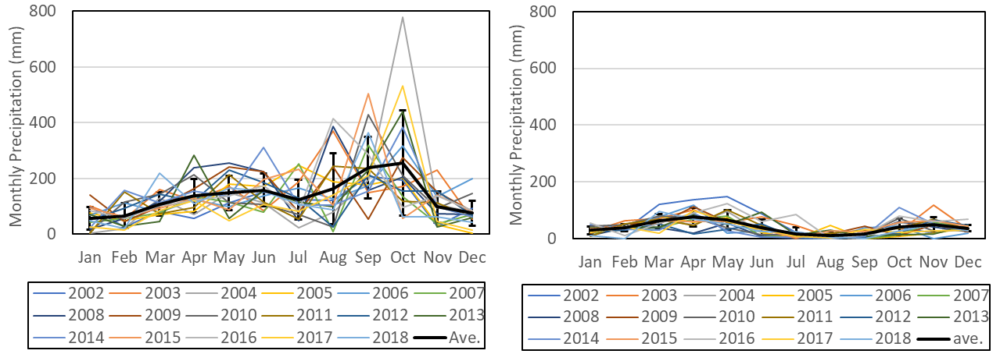 Monthly Precipitation (mm)
800
600
400
200
0
Jan Feb Mar Apr May Jun Jul Aug Sep Oct Nov Dec
2002 2003 2004 2005 2006 2007
2008 2009 2010 2011 2012 2013
2014 2015 2016 2017 2018 Ave.
Monthly Precipitation (mm)
800
600
400
200
0
Jan Feb Mar Apr May Jun Jul Aug Sep Oct Nov Dec
2002 2003 2004 2005 2006 2007
2008 2009 2010 2011 2012 2013
2014 2015 2016 2017 2018 ave.